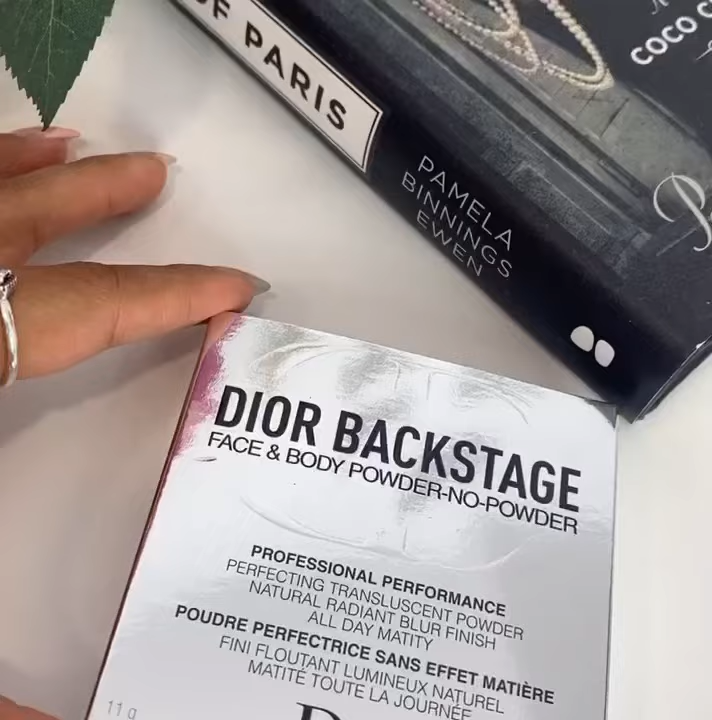 OF PARIS
COCO
PAMELA
BINNINGS
EWEN
DIOR BACKSTAGE
FACE & BODY POWDER-NO-POWDER
PROFESSIONAL PERFORMANCE
PERFECTING TRANSLUSCENT POWDER
NATURAL RADIANT BLUR FINISH
ALL DAY MATITY
POUDRE PERFECTRICE SANS EFFET MATIÈRE
FINI FLOUTANT LUMINEUX NATUREL
MATITÉ TOUTE LA JOURNÉE
11 g